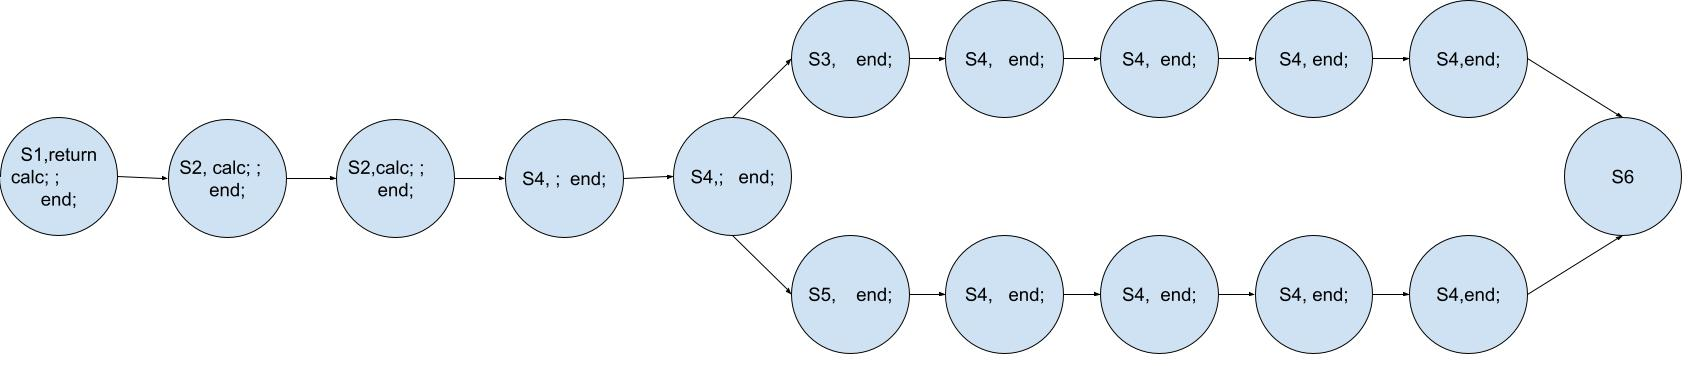 S1,return
calc; ;
end;
S2, calc; ;
end;
S2,calc; ;
end;
S4, ;  end;
S4,;   end;
S3,    end;
S4,   end;
S4,  end;
S4, end;
S4,end;
S5,    end;
S4,   end;
S4,  end;
S4, end;
S4,end;
S6